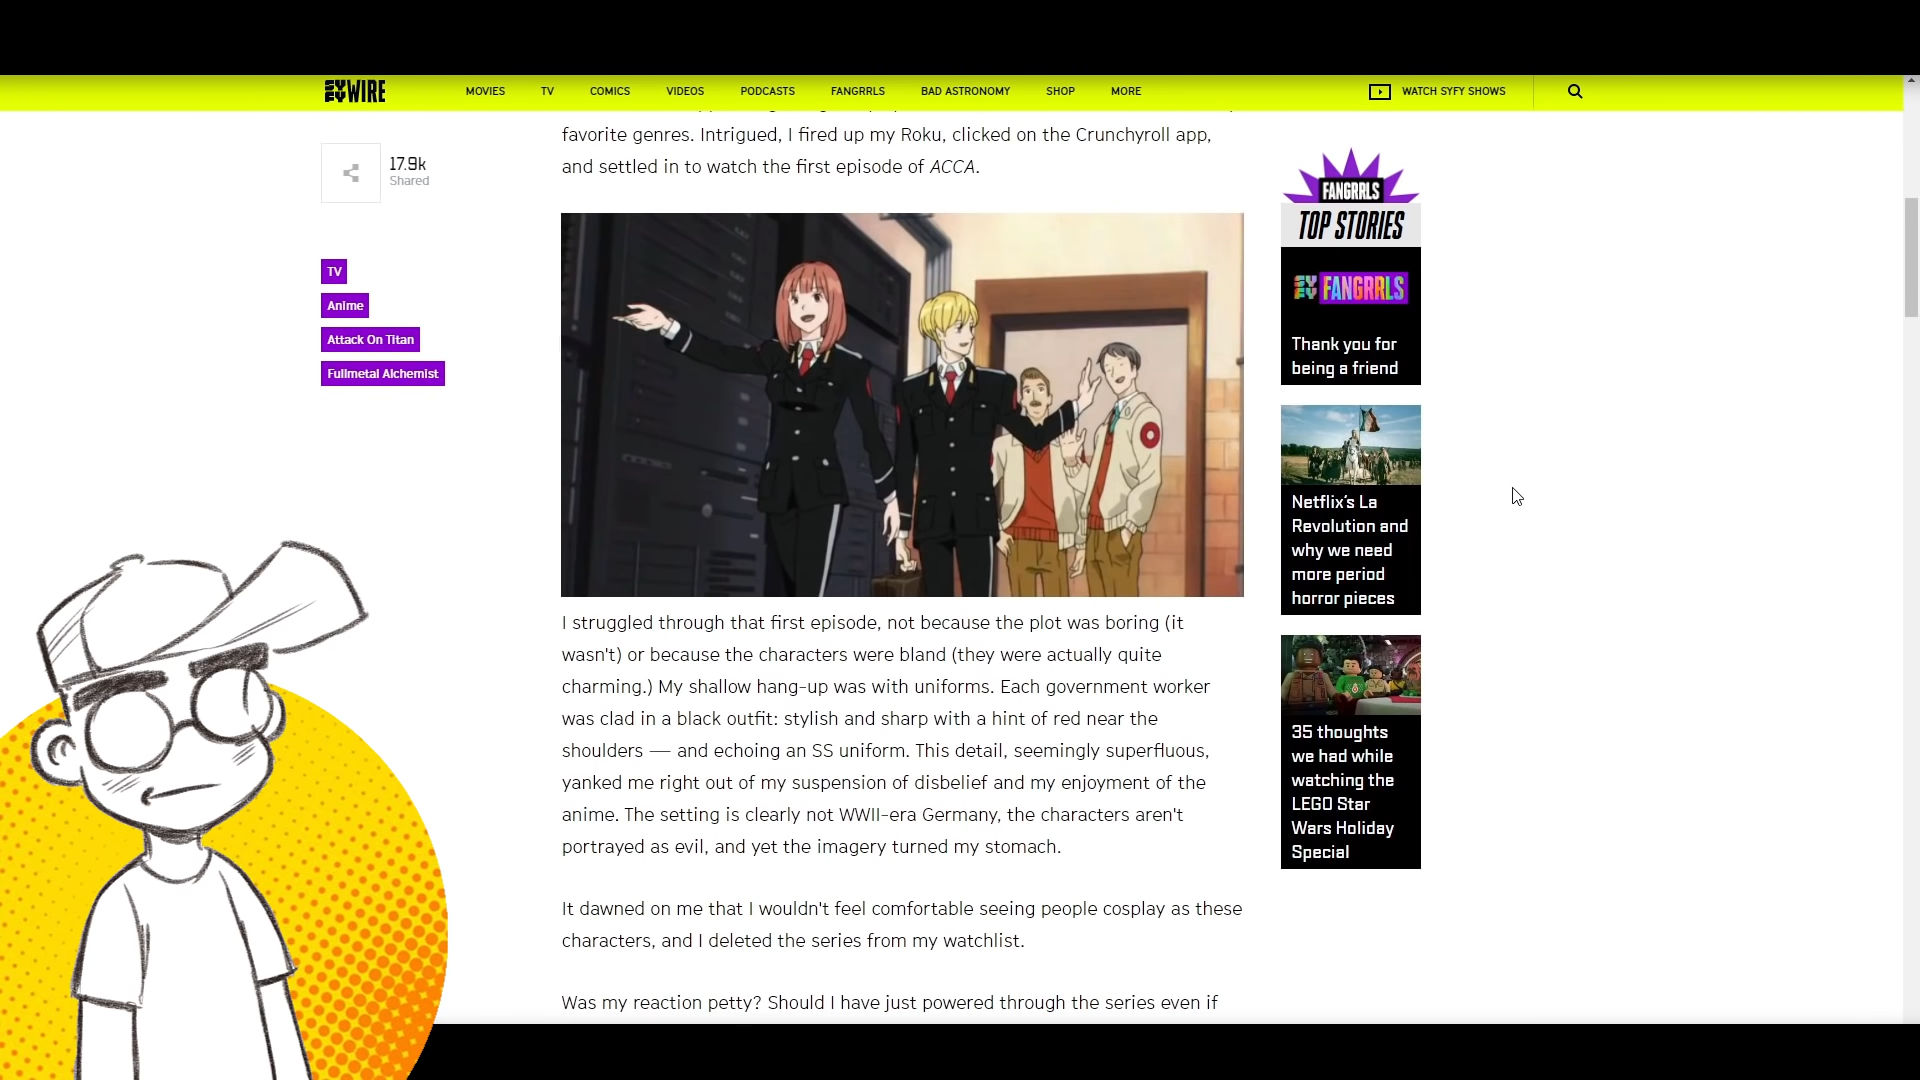 SYFY WIRE
MOVIES TV COMICS VIDEOS PODCASTS FANGRRLS BAD ASTRONOMY SHOP MORE WATCH SYFY SHOWS
17.9k
Shared
TV
Anime
Attack On Titan
Fullmetal Alchemist
favorite genres. Intrigued, I fired up my Roku, clicked on the Crunchyroll app,
and settled in to watch the first episode of ACCA.
I struggled through that first episode, not because the plot was boring (it
wasn't) or because the characters were bland (they were actually quite
charming.) My shallow hang-up was with uniforms. Each government worker
was clad in a black outfit: stylish and sharp with a hint of red near the
shoulders — and echoing an SS uniform. This detail, seemingly superfluous,
yanked me right out of my suspension of disbelief and my enjoyment of the
anime. The setting is clearly not WWII-era Germany, the characters aren't
portrayed as evil, and yet the imagery turned my stomach.
It dawned on me that I wouldn't feel comfortable seeing people cosplay as these
characters, and I deleted the series from my watchlist.
Was my reaction petty? Should I have just powered through the series even if
FANGRRLS
TOP STORIES
SYFY FANGRRLS
Thank you for
being a friend
Netflix's La
Revolution and
why we need
more period
horror pieces
35 thoughts
we had while
watching the
LEGO Star
Wars Holiday
Special